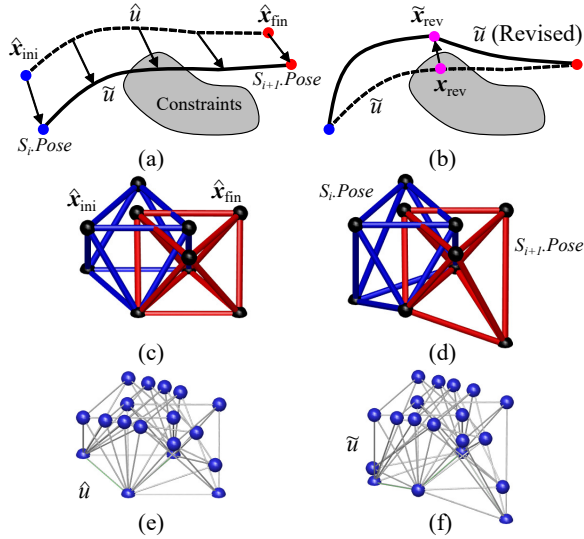 x̂ini
û
x̂fin
ũ
Constraints
Si.Pose
Si+1.Pose
(a)
x̃rev
ũ (Revised)
xrev
ũ
(b)
x̂ini
x̂fin
(c)
Si.Pose
Si+1.Pose
(d)
û
(e)
ũ
(f)